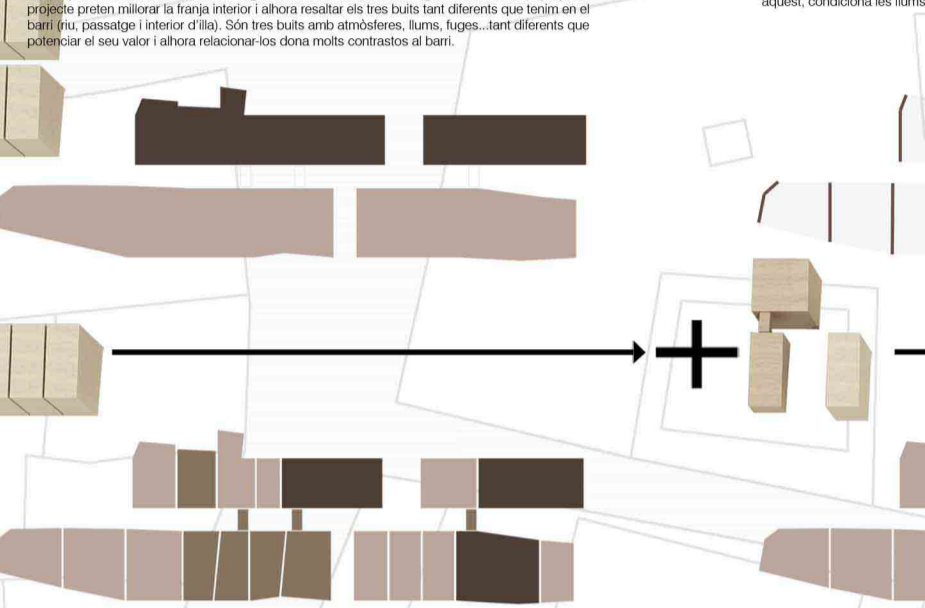 projecte preten millorar la franja interior i alhora resaltar els tres buits tant diferents que tenim en el
barri (riu, passatge i interior d'illa). Són tres buits amb atmòsferes, llums, fuges...tant diferents que
potenciar el seu valor i alhora relacionar-los dona molts contrastos al barri.
aquest, condiciona les llums